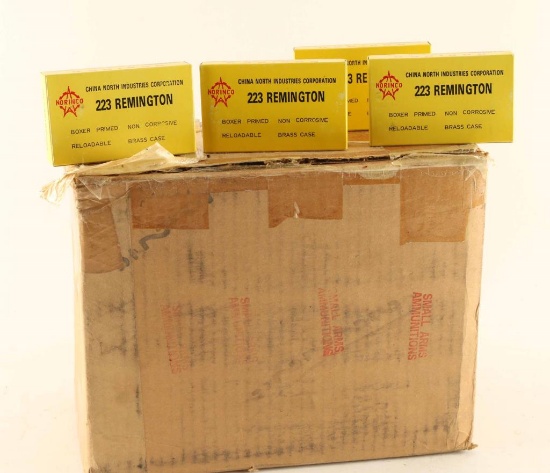 NORINCO
CHINA NORTH INDUSTRIES CORPORATION
223 REMINGTON
BOXER PRIMED NON CORROSIVE
RELOADABLE BRASS CASE
NORINCO
CHINA NORTH INDUSTRIES CORPORATION
223 REMINGTON
BOXER PRIMED NON CORROSIVE
RELOADABLE BRASS CASE
NORINCO
CHINA NORTH INDUSTRIES CORPORATION
223 REMINGTON
BOXER PRIMED NON CORROSIVE
RELOADABLE BRASS CASE
SMALL ARMS
AMMUNITIONS